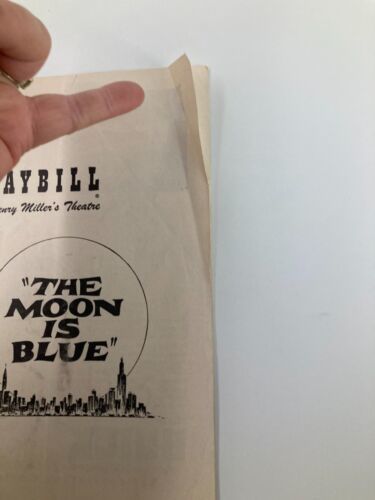 AYBILL
enry Miller's Theatre
"THE
MOON
IS
BLUE"